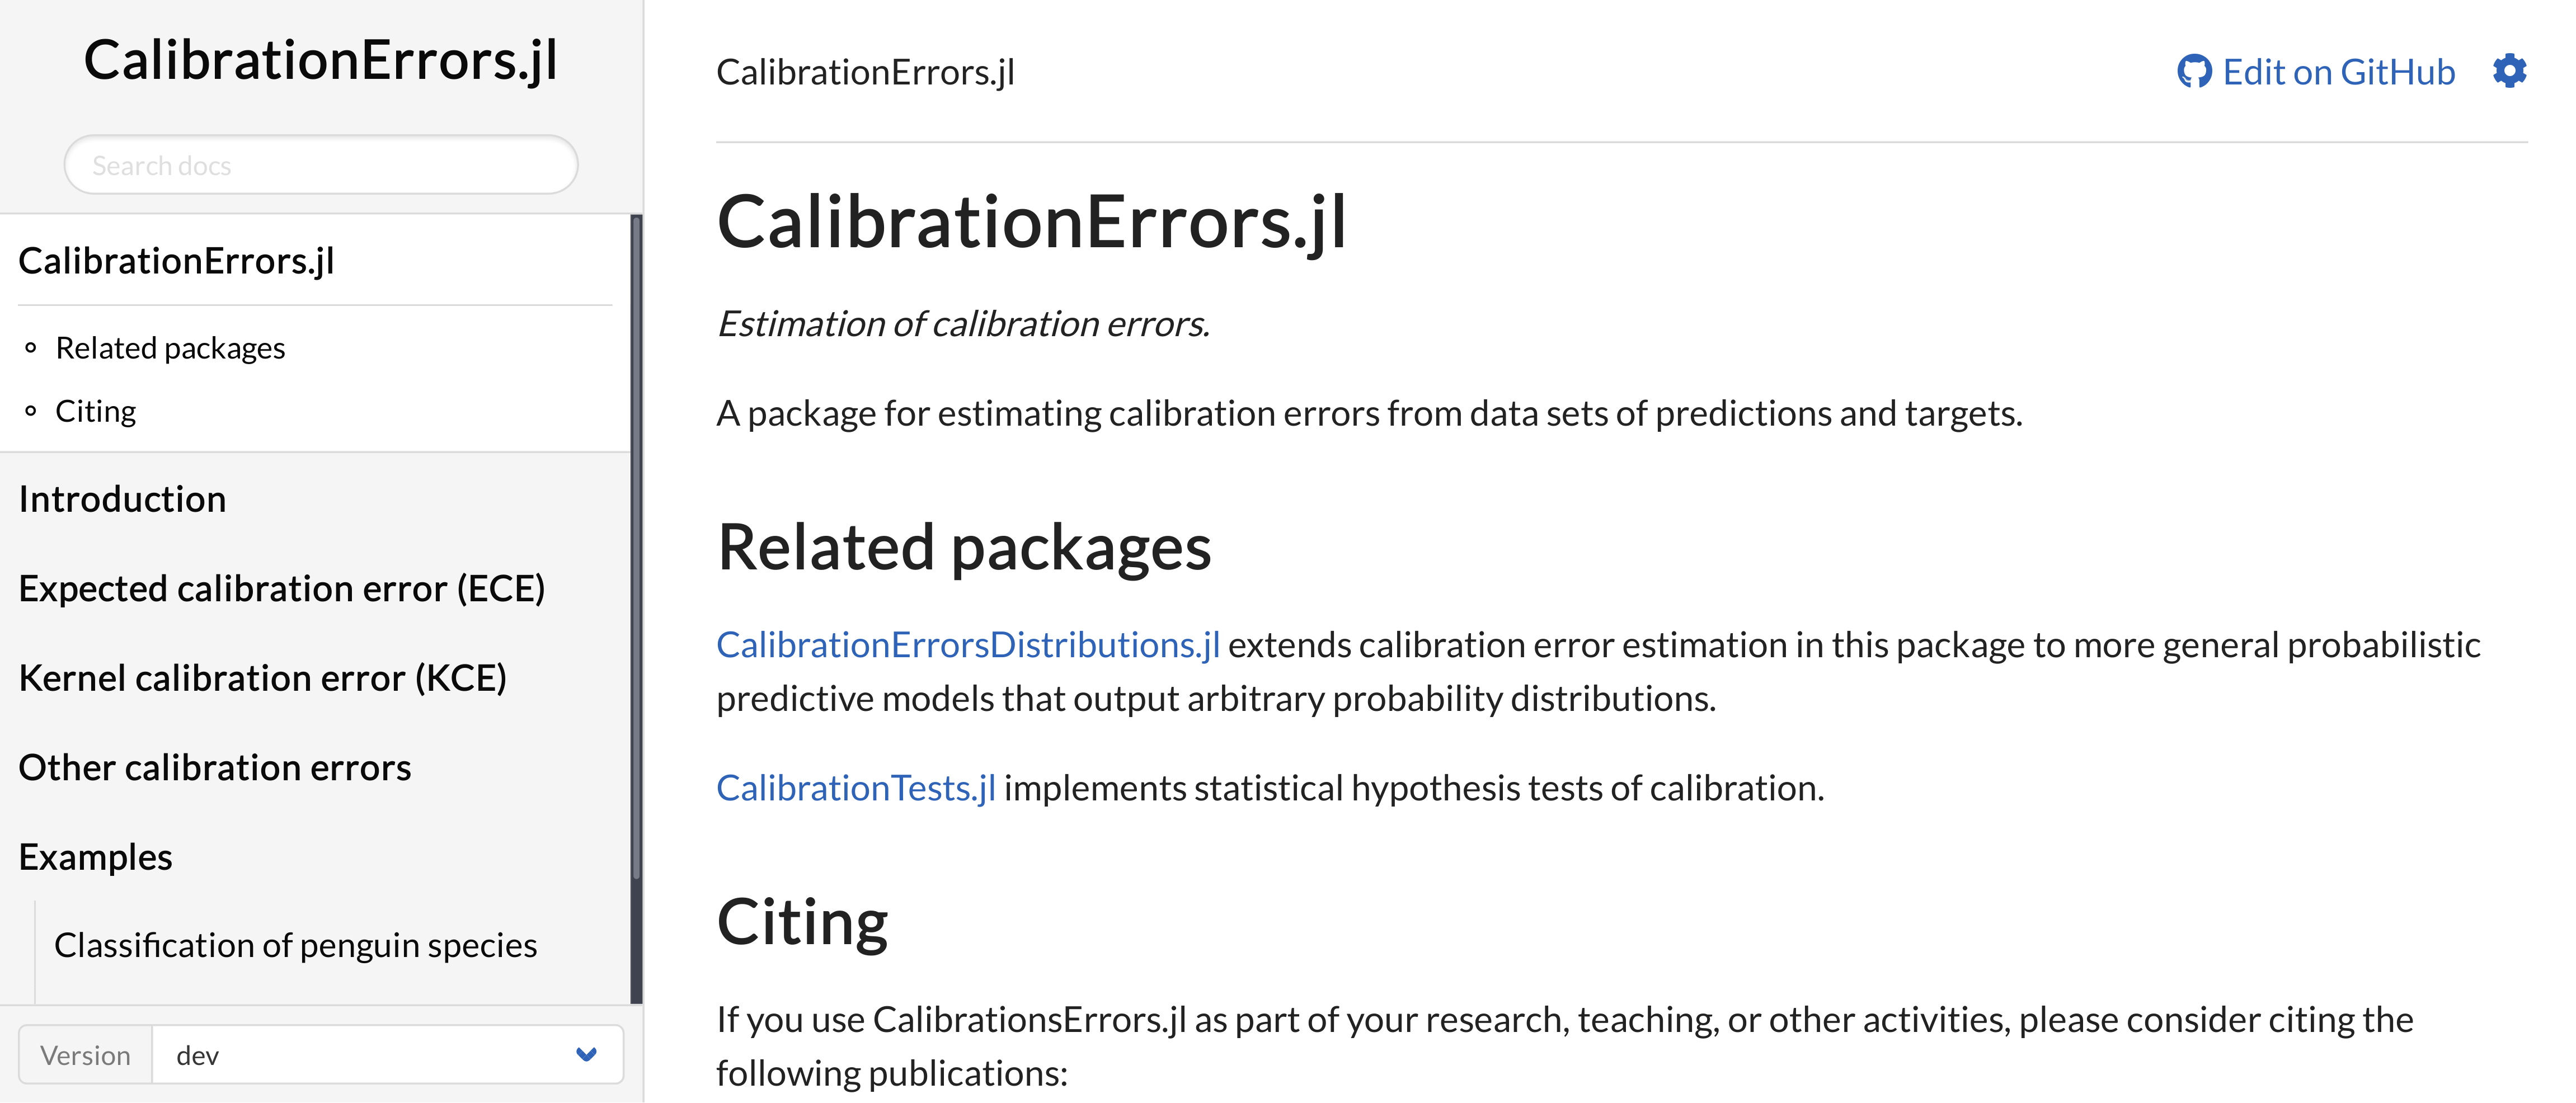 CalibrationErrors.jl
Search docs
CalibrationErrors.jl
Related packages
Citing
Introduction
Expected calibration error (ECE)
Kernel calibration error (KCE)
Other calibration errors
Examples
Classification of penguin species
Version dev
CalibrationErrors.jl
Edit on GitHub
CalibrationErrors.jl
Estimation of calibration errors.
A package for estimating calibration errors from data sets of predictions and targets.
Related packages
CalibrationErrorsDistributions.jl extends calibration error estimation in this package to more general probabilistic
predictive models that output arbitrary probability distributions.
CalibrationTests.jl implements statistical hypothesis tests of calibration.
Citing
If you use CalibrationsErrors.jl as part of your research, teaching, or other activities, please consider citing the
following publications: